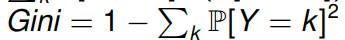 Gini = 1 − ∑ₖ ℙ[Y = k]²